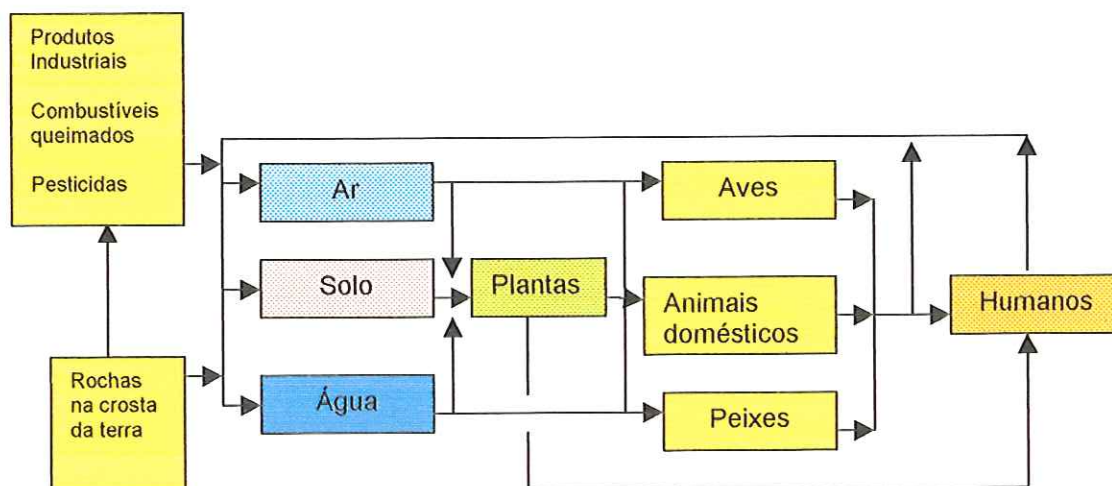 Produtos
Industriais
Combustíveis
queimados
Pesticidas
Ar
Aves
Solo
Plantas
Animais
domésticos
Humanos
Rochas
na crosta
da terra
Água
Peixes